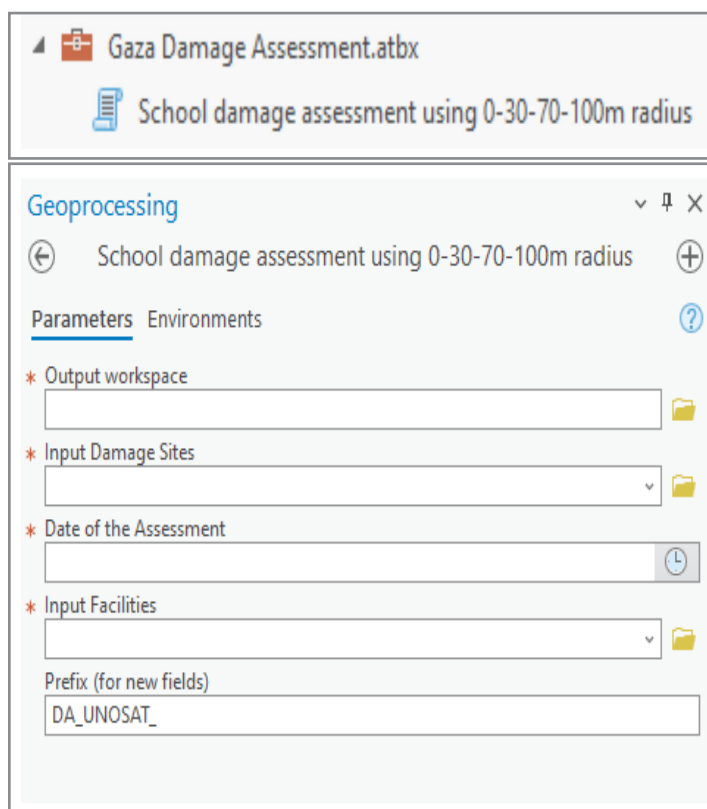 Gaza Damage Assessment.atbx
School damage assessment using 0-30-70-100m radius
Geoprocessing
School damage assessment using 0-30-70-100m radius
Parameters Environments
* Output workspace
* Input Damage Sites
* Date of the Assessment
* Input Facilities
Prefix (for new fields)
DA_UNOSAT_